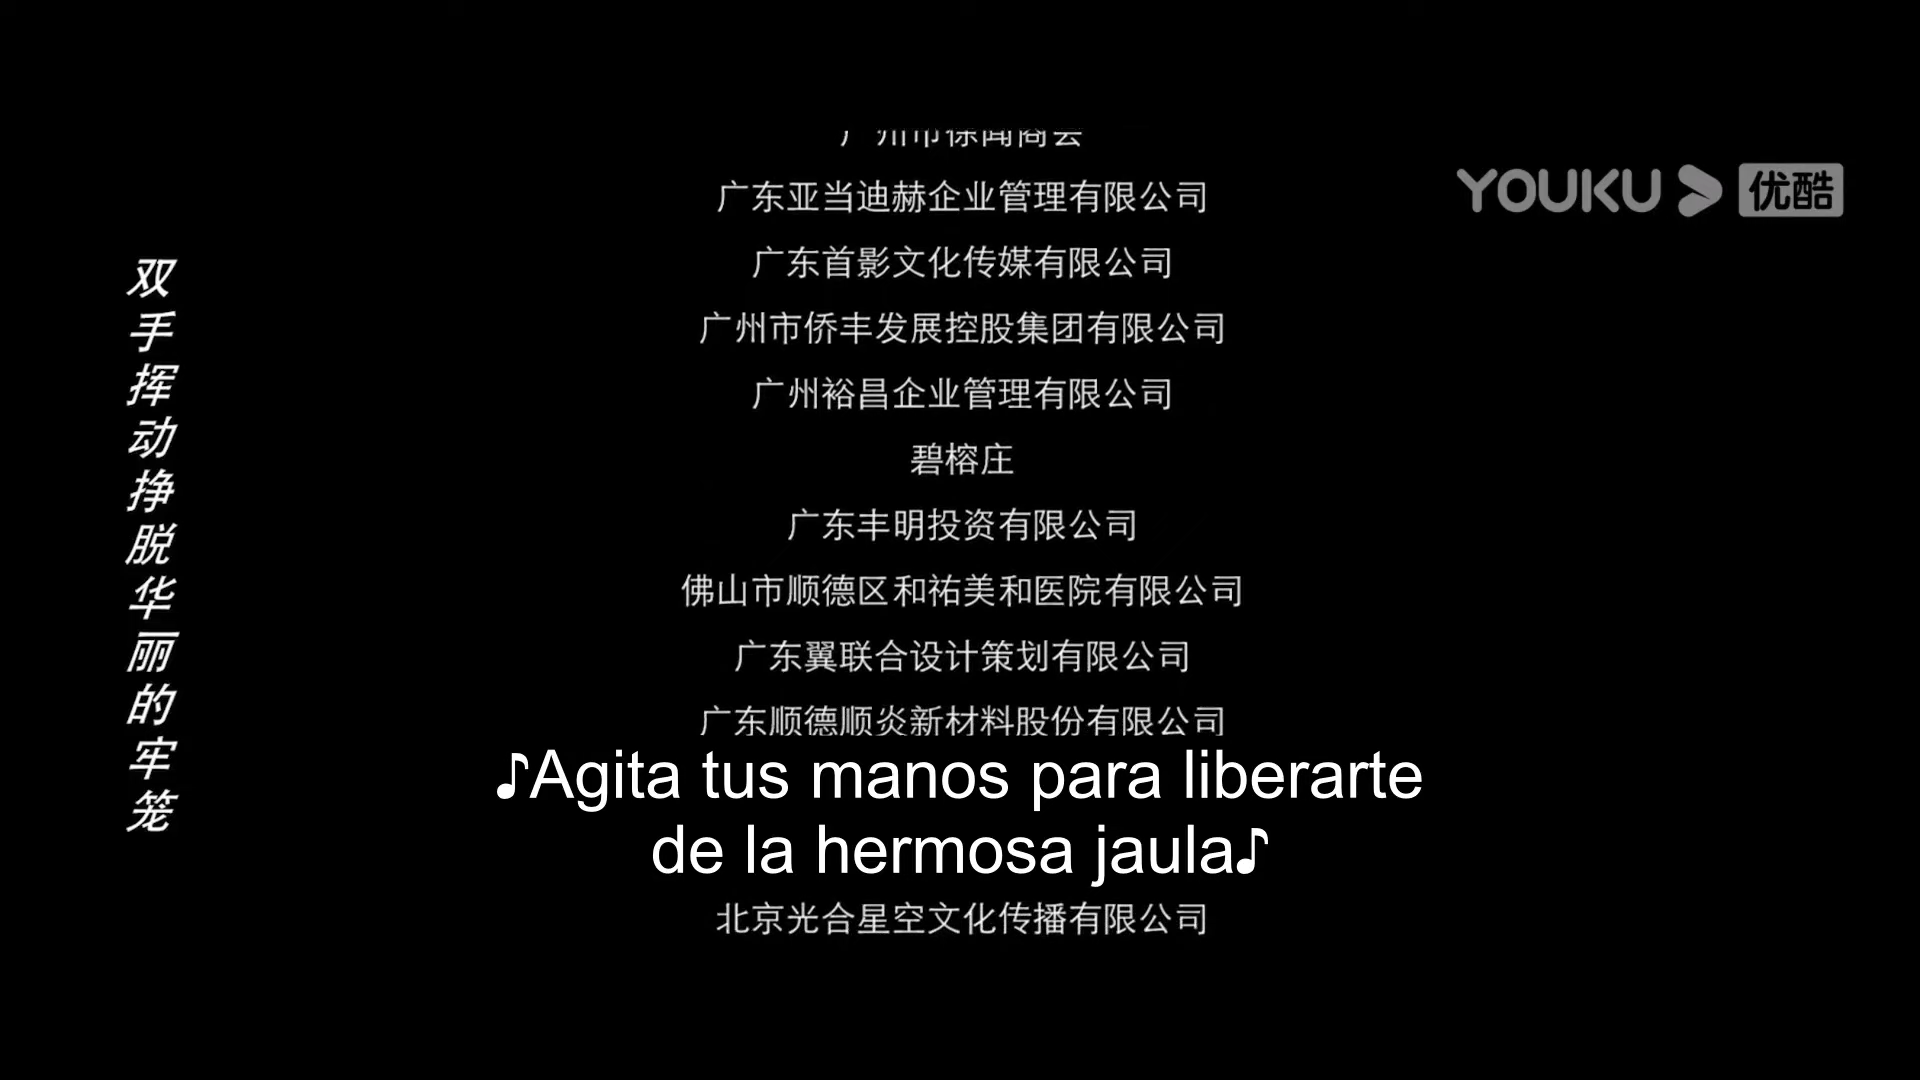 广州市徐闻商会
广东亚当迪赫企业管理有限公司
YOUKU 优酷
广东首影文化传媒有限公司
广州市侨丰发展控股集团有限公司
广州裕昌企业管理有限公司
碧榕庄
广东丰明投资有限公司
佛山市顺德区和祐美和医院有限公司
广东翼联合设计策划有限公司
广东顺德顺炎新材料股份有限公司
♪Agita tus manos para liberarte
de la hermosa jaula♪
北京光合星空文化传播有限公司
双手挥动挣脱华丽的牢笼